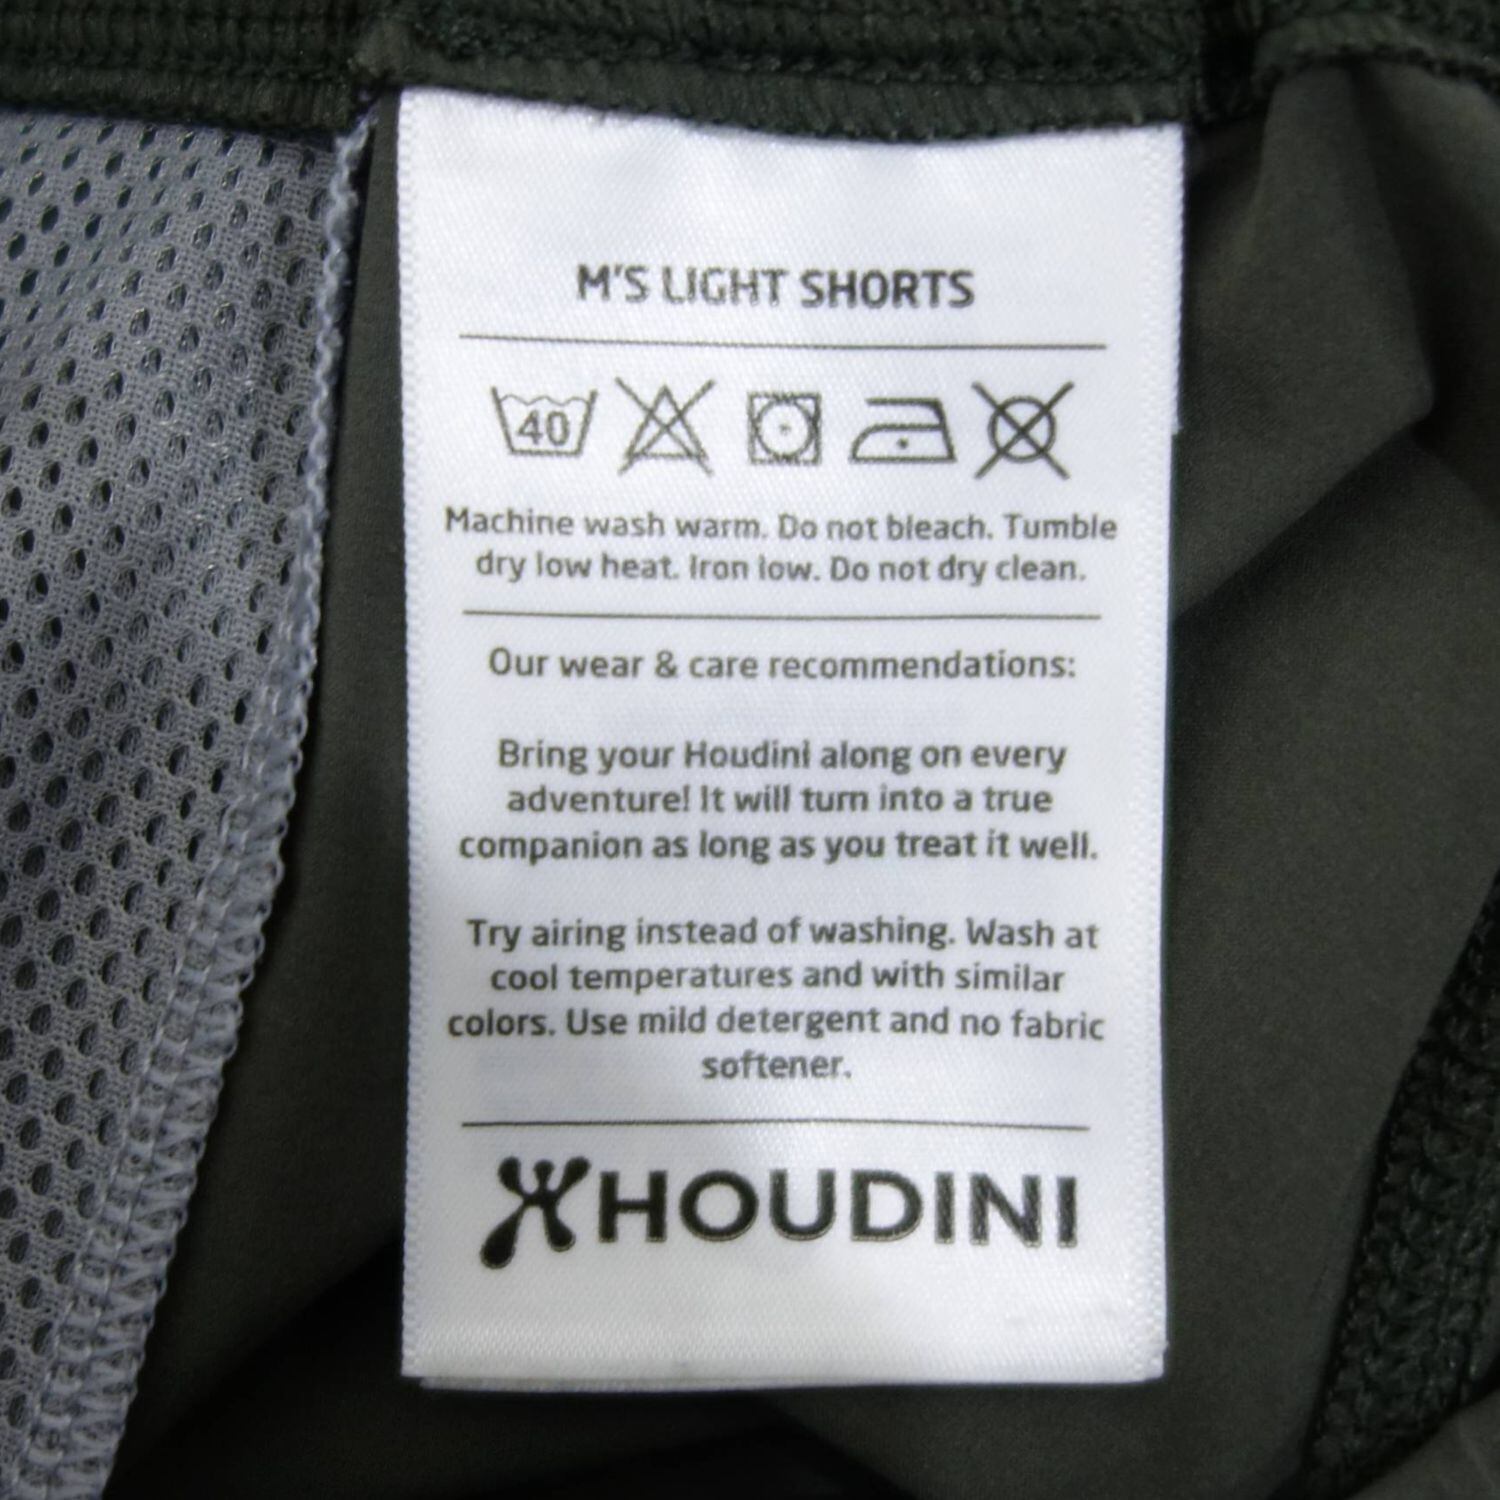 M'S LIGHT SHORTS
40
Machine wash warm. Do not bleach. Tumble
dry low heat. Iron low. Do not dry clean.
Our wear & care recommendations:
Bring your Houdini along on every
adventure! It will turn into a true
companion as long as you treat it well.
Try airing instead of washing. Wash at
cool temperatures and with similar
colors. Use mild detergent and no fabric
softener.
HOUDINI